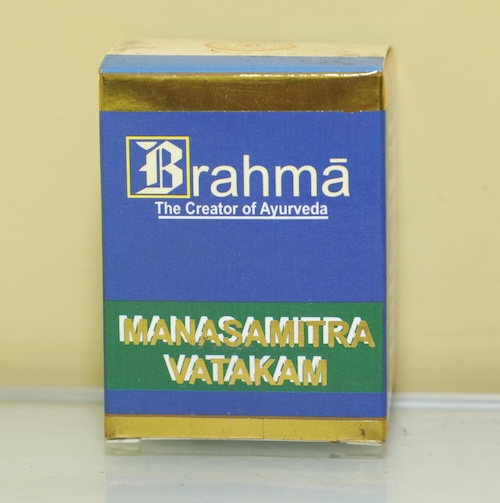 Brahmā
The Creator of Ayurveda
MANASAMITRA
VATAKAM